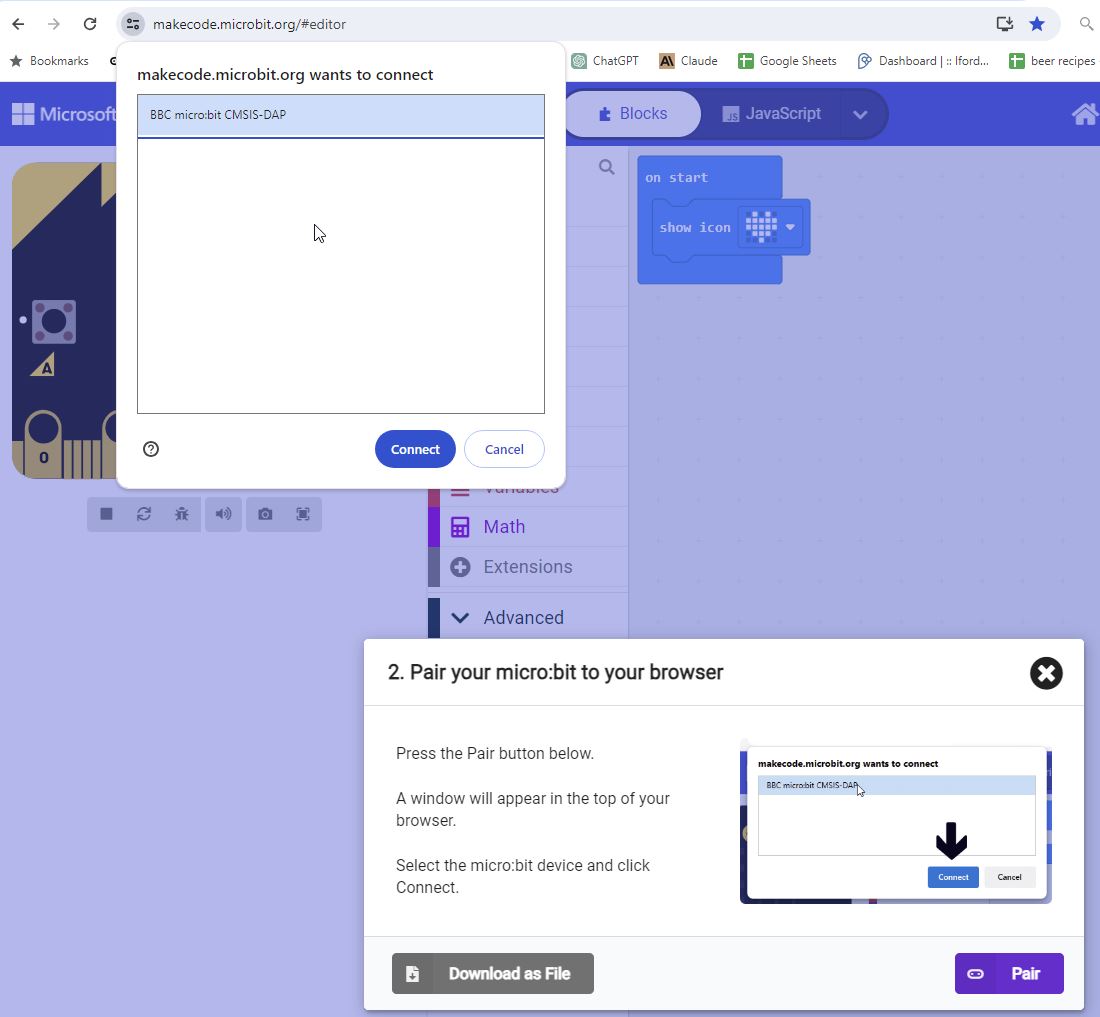 makecode.microbit.org/#editor
Bookmarks
ChatGPT
Claude
Google Sheets
Dashboard | :: Iford...
beer recipes
makecode.microbit.org wants to connect
BBC micro:bit CMSIS-DAP
Connect
Cancel
Microsoft
Blocks
JavaScript
A
0
on start
show icon
Variables
Math
Extensions
Advanced
2. Pair your micro:bit to your browser
Press the Pair button below.
A window will appear in the top of your
browser.
Select the micro:bit device and click
Connect.
makecode.microbit.org wants to connect
BBC micro:bit CMSIS-DAP
Connect
Cancel
Download as File
Pair